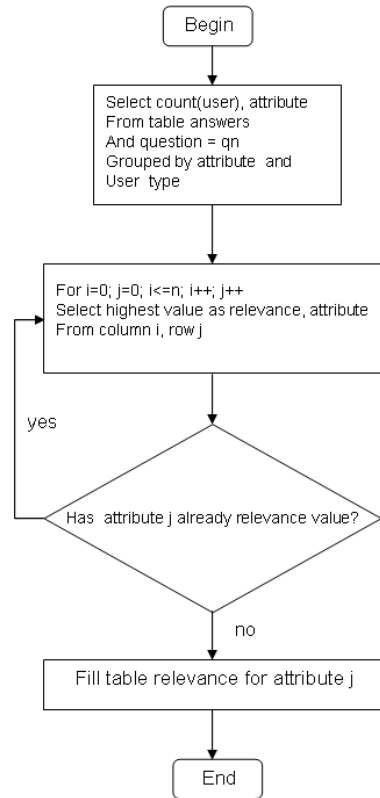 Begin
Select count(user), attribute
From table answers
And question = qn
Grouped by attribute and
User type
For i=0; j=0; i<=n; i++; j++
Select highest value as relevance, attribute
From column i, row j
yes
Has attribute j already relevance value?
no
Fill table relevance for attribute j
End